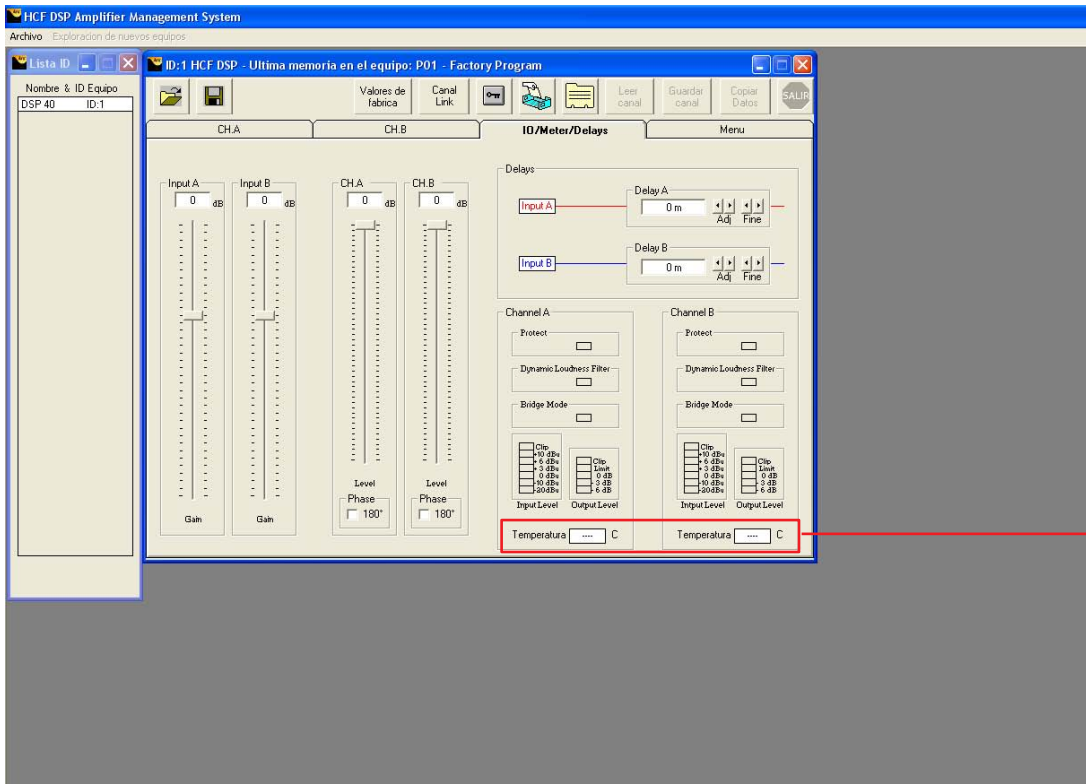 HCF DSP Amplifier Management System
Archivo Exploracion de nuevos equipos
Lista ID
Nombre & ID Equipo
DSP 40 ID:1
ID:1 HCF DSP - Ultima memoria en el equipo: P01 - Factory Program
Valores de fabrica
Canal Link
Leer canal
Guardar canal
Copiar Datos
SALIR
CH.A CH.B IO/Meter/Delays Menu
Input A
0 dB
Gain
Input B
0 dB
Gain
CH.A
0 dB
Level
Phase
180°
CH.B
0 dB
Level
Phase
180°
Delays
Input A
Delay A
0 m
Adj Fine
Input B
Delay B
0 m
Adj Fine
Channel A
Protect
Dynamic Loudness Filter
Bridge Mode
Clip
+10 dBu
+ 6 dBu
+ 3 dBu
0 dBu
-10 dBu
-20dBu
Input Level
Clip
Limit
0 dB
- 3 dB
- 6 dB
Output Level
Temperatura ---- C
Channel B
Protect
Dynamic Loudness Filter
Bridge Mode
Clip
+10 dBu
+ 6 dBu
+ 3 dBu
0 dBu
-10 dBu
-20dBu
Intput Level
Clip
Limit
0 dB
- 3 dB
- 6 dB
Output Level
Temperatura ---- C